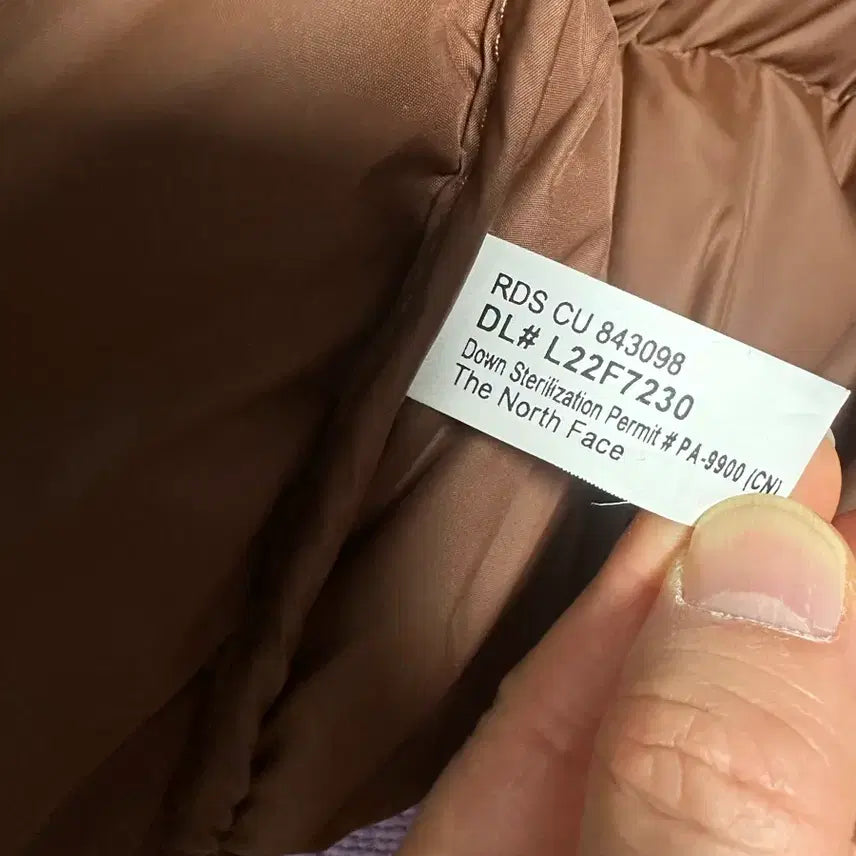 RDS CU 843098
DL# L22F7230
Down Sterilization Permit # PA-9900 (CN)
The North Face